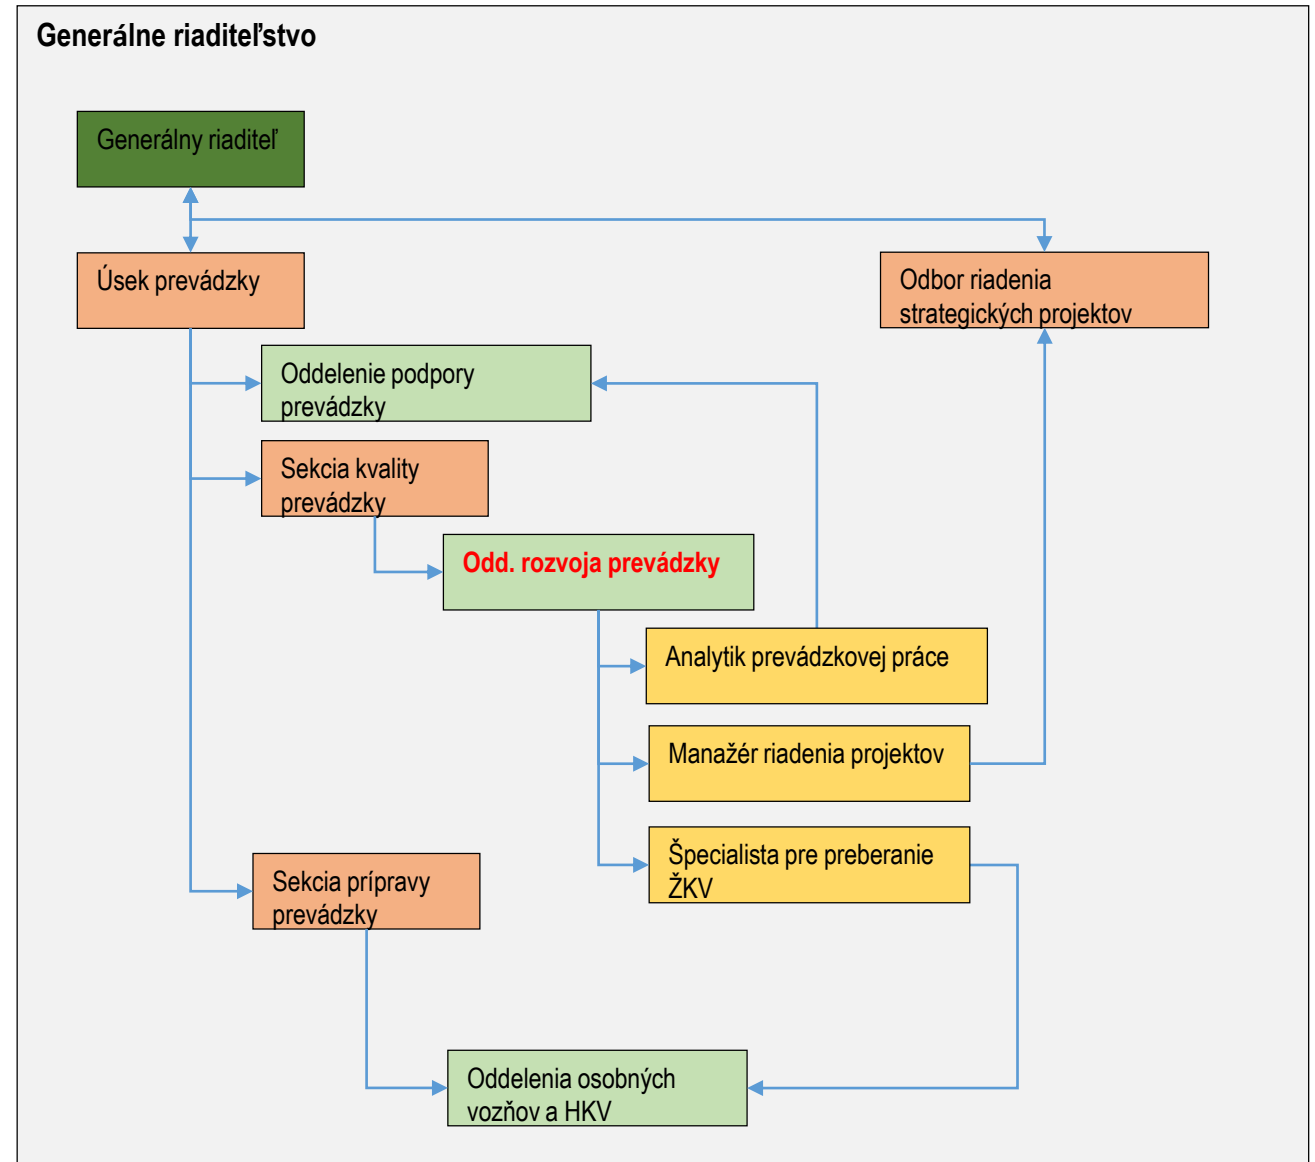 Generálne riaditeľstvo
Generálny riaditeľ
Úsek prevádzky
Odbor riadenia
strategických projektov
Oddelenie podpory
prevádzky
Sekcia kvality
prevádzky
Odd. rozvoja prevádzky
Analytik prevádzkovej práce
Manažér riadenia projektov
Špecialista pre preberanie
ŽKV
Sekcia prípravy
prevádzky
Oddelenia osobných
vozňov a HKV